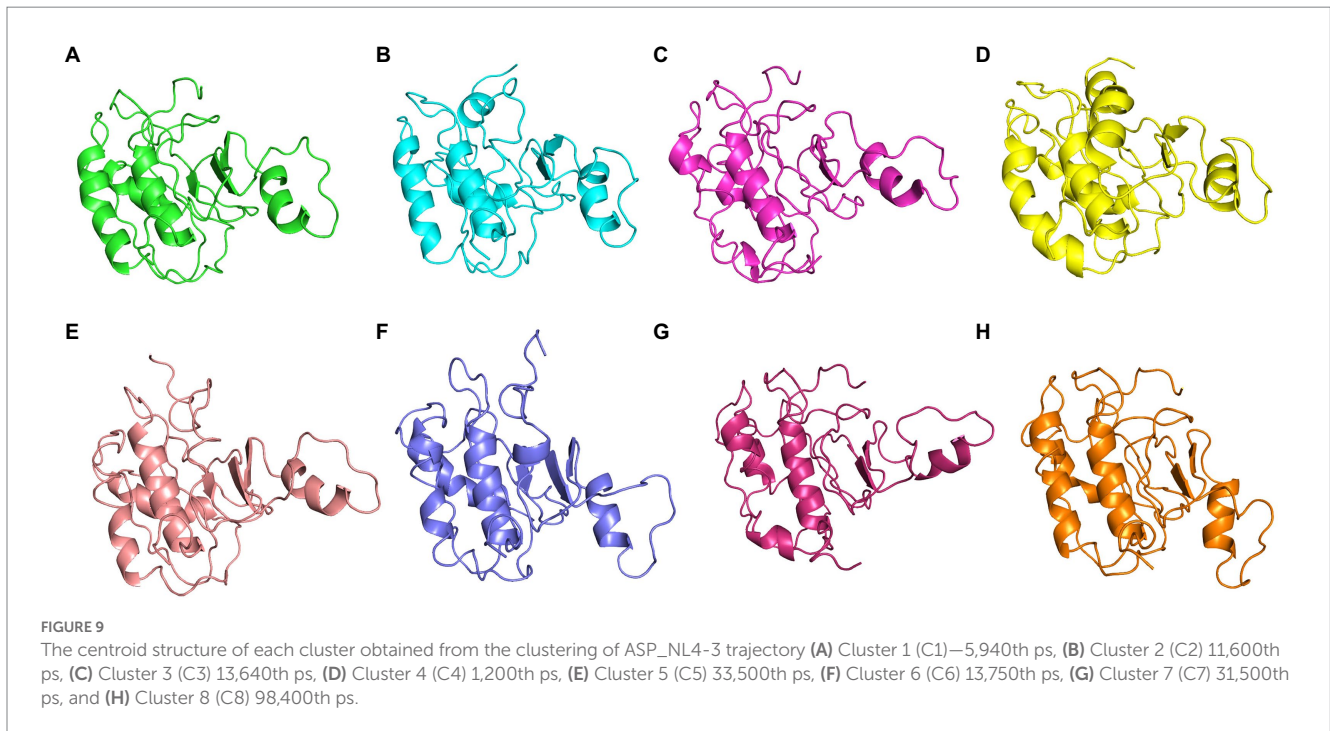 A
B
C
D
E
F
G
H
FIGURE 9
The centroid structure of each cluster obtained from the clustering of ASP_NL4-3 trajectory (A) Cluster 1 (C1)—5,940th ps, (B) Cluster 2 (C2) 11,600th
ps, (C) Cluster 3 (C3) 13,640th ps, (D) Cluster 4 (C4) 1,200th ps, (E) Cluster 5 (C5) 33,500th ps, (F) Cluster 6 (C6) 13,750th ps, (G) Cluster 7 (C7) 31,500th
ps, and (H) Cluster 8 (C8) 98,400th ps.